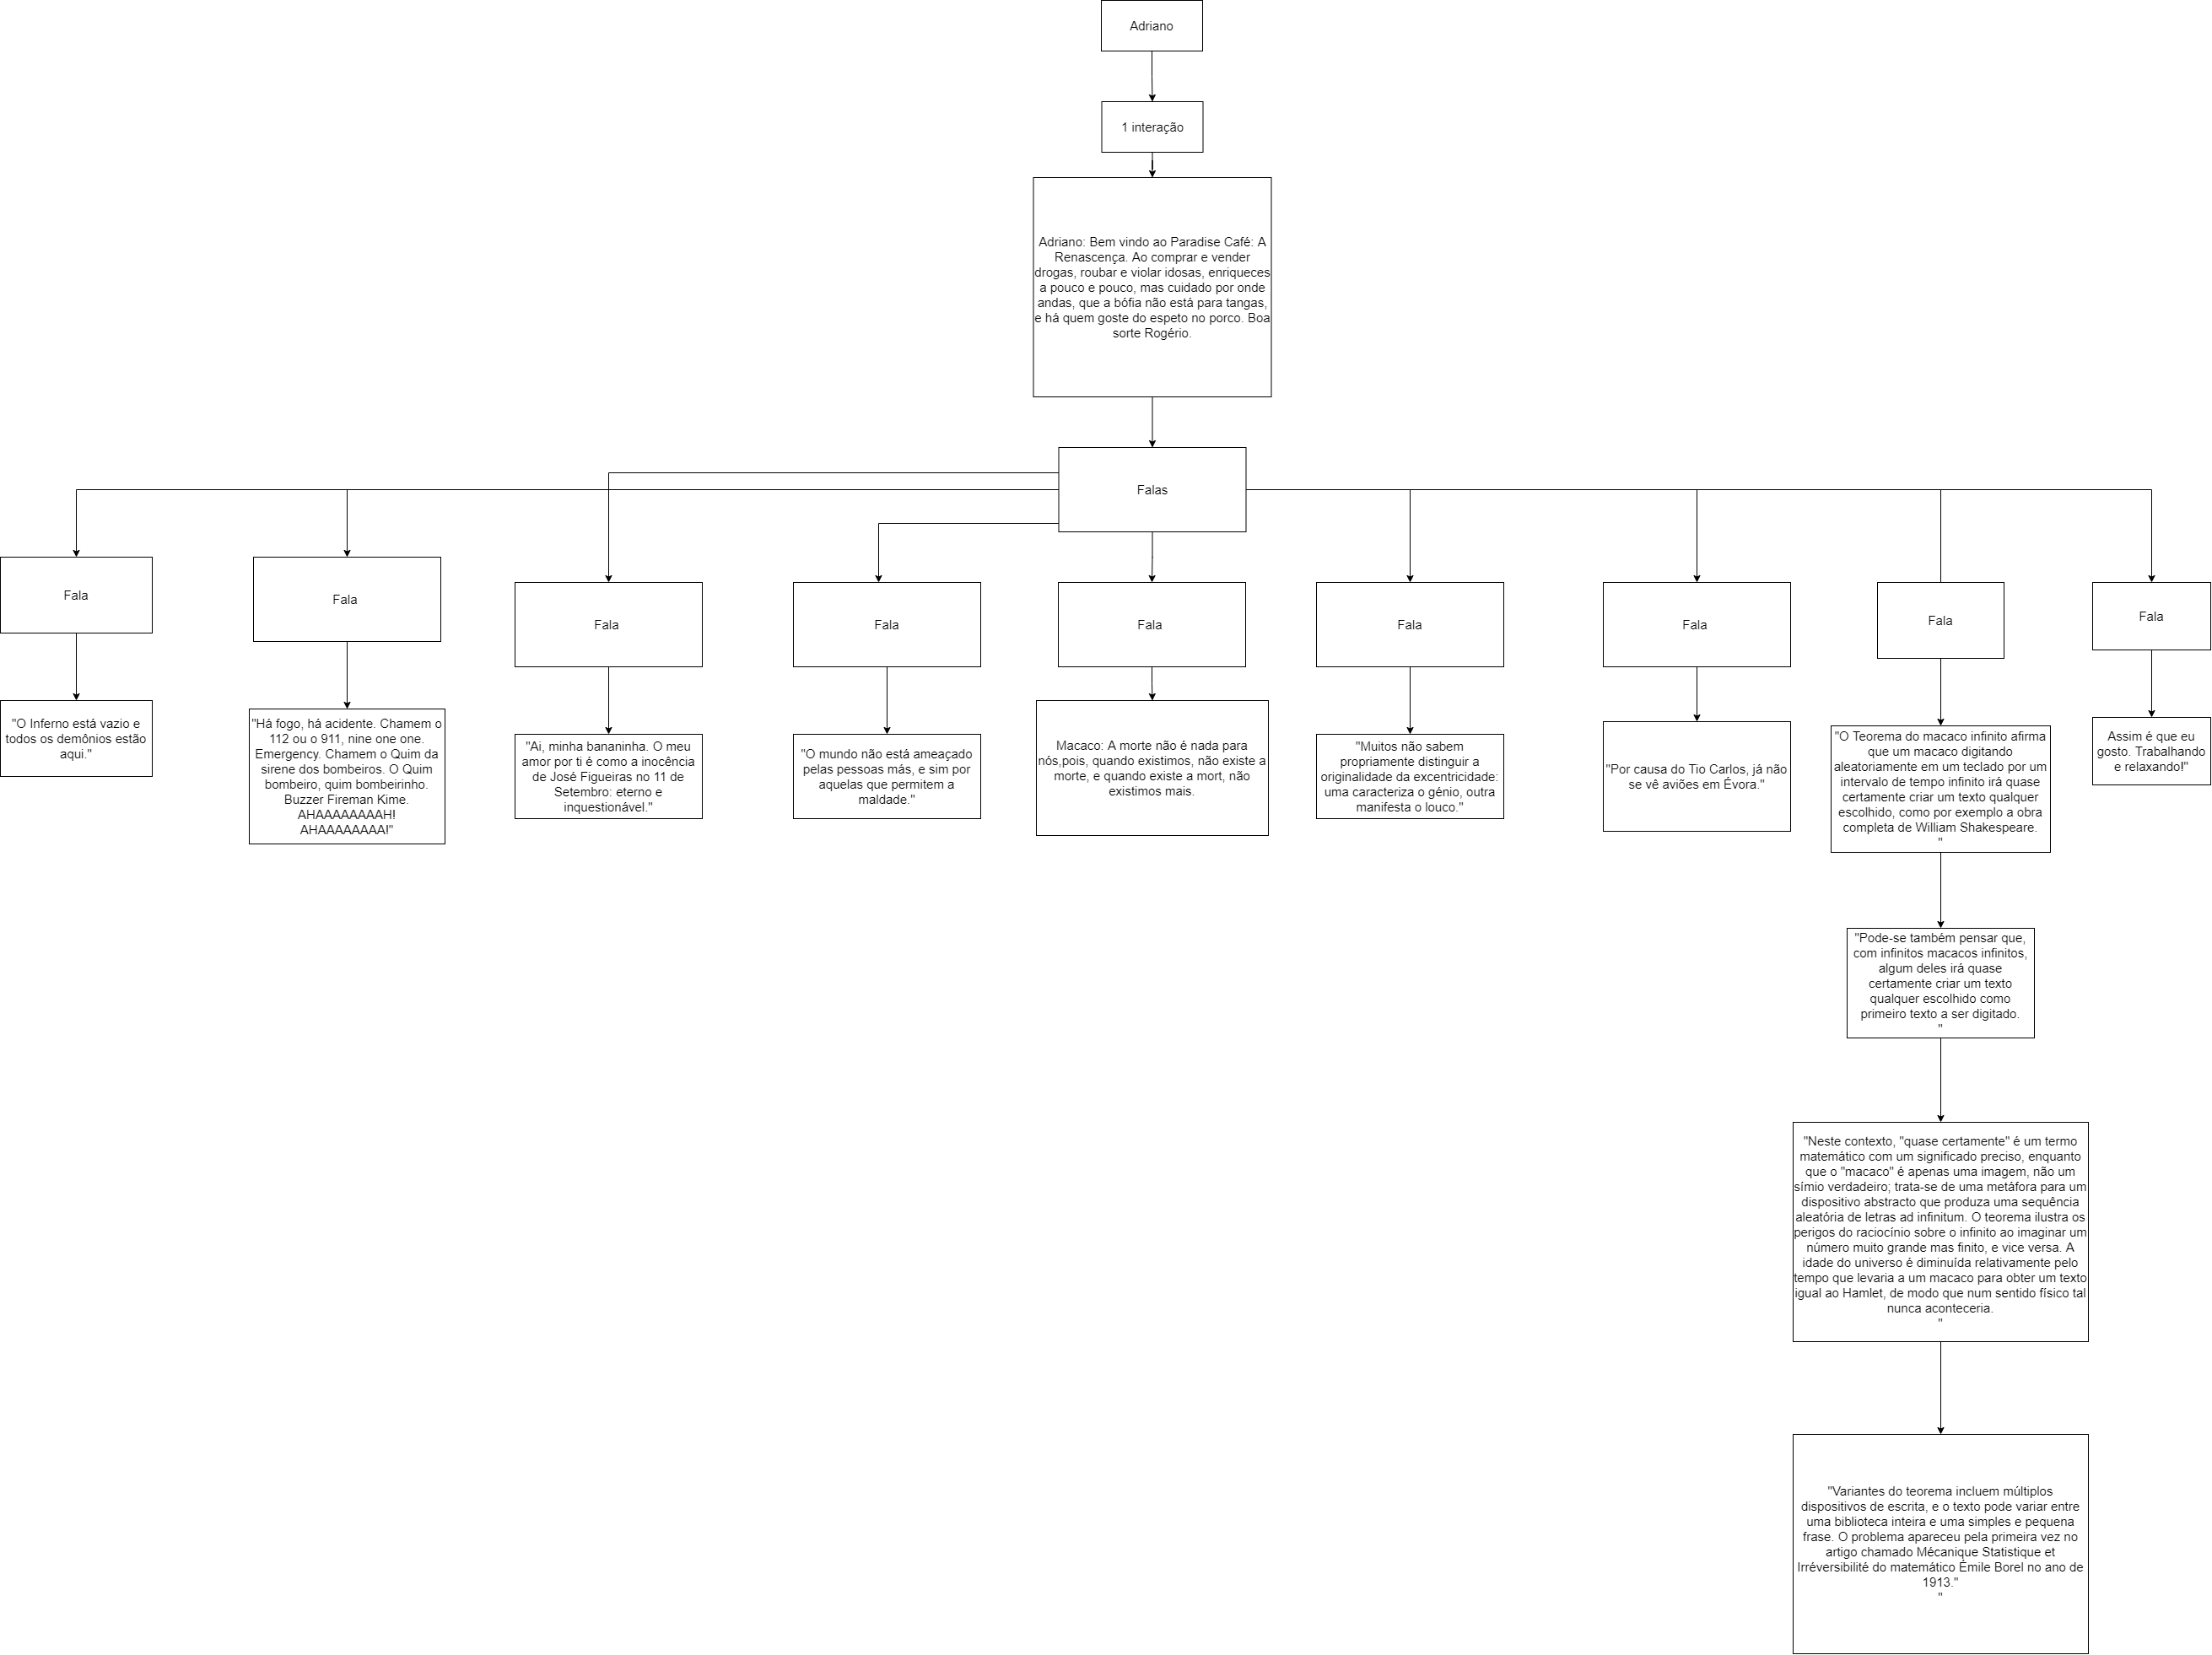 Adriano
1 interação
Adriano: Bem vindo ao Paradise Café: A
Renascença. Ao comprar e vender
drogas, roubar e violar idosas, enriqueces
a pouco e pouco, mas cuidado por onde
andas, que a bófia não está para tangas,
e há quem goste do espeto no porco. Boa
sorte Rogério.
Falas
Fala
Fala
Fala
Fala
Fala
Fala
Fala
Fala
Fala
"O Inferno está vazio e
todos os demônios estão
aqui."
"Há fogo, há acidente. Chamem o
112 ou o 911, nine one one.
Emergency. Chamem o Quim da
sirene dos bombeiros. O Quim
bombeiro, quim bombeirinho.
Buzzer Fireman Kime.
AHAAAAAAAAH!
AHAAAAAAAA!"
"Ai, minha bananinha. O meu
amor por ti é como a inocência
de José Figueiras no 11 de
Setembro: eterno e
inquestionável."
"O mundo não está ameaçado
pelas pessoas más, e sim por
aquelas que permitem a
maldade."
Macaco: A morte não é nada para
nós,pois, quando existimos, não existe a
morte, e quando existe a mort, não
existimos mais.
"Muitos não sabem
propriamente distinguir a
originalidade da excentricidade:
uma caracteriza o génio, outra
manifesta o louco."
"Por causa do Tio Carlos, já não
se vê aviões em Évora."
"O Teorema do macaco infinito afirma
que um macaco digitando
aleatoriamente em um teclado por um
intervalo de tempo infinito irá quase
certamente criar um texto qualquer
escolhido, como por exemplo a obra
completa de William Shakespeare.
"
Assim é que eu
gosto. Trabalhando
e relaxando!"
"Pode-se também pensar que,
com infinitos macacos infinitos,
algum deles irá quase
certamente criar um texto
qualquer escolhido como
primeiro texto a ser digitado.
"
"Neste contexto, "quase certamente" é um termo
matemático com um significado preciso, enquanto
que o "macaco" é apenas uma imagem, não um
símio verdadeiro; trata-se de uma metáfora para um
dispositivo abstracto que produza uma sequência
aleatória de letras ad infinitum. O teorema ilustra os
perigos do raciocínio sobre o infinito ao imaginar um
número muito grande mas finito, e vice versa. A
idade do universo é diminuída relativamente pelo
tempo que levaria a um macaco para obter um texto
igual ao Hamlet, de modo que num sentido físico tal
nunca aconteceria.
"
"Variantes do teorema incluem múltiplos
dispositivos de escrita, e o texto pode variar entre
uma biblioteca inteira e uma simples e pequena
frase. O problema apareceu pela primeira vez no
artigo chamado Mécanique Statistique et
Irréversibilité do matemático Émile Borel no ano de
1913."
"